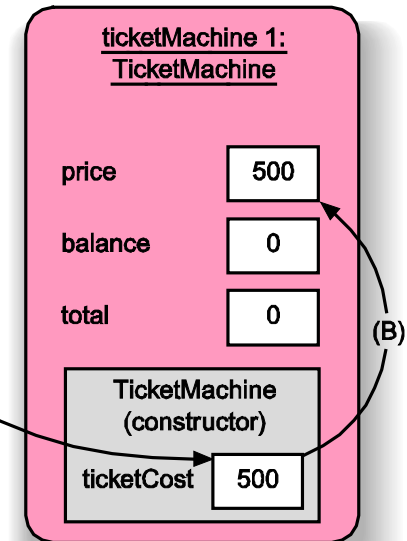 ticketMachine 1:
TicketMachine
price 500
balance 0
total 0
(B)
TicketMachine
(constructor)
ticketCost 500